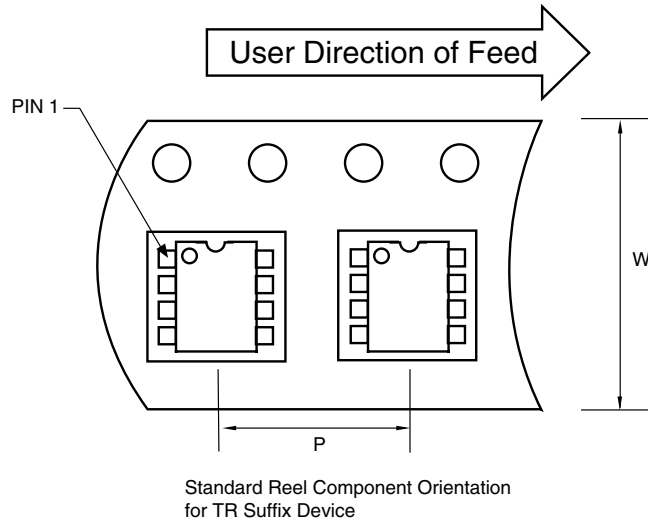 User Direction of Feed
PIN 1
W
P
Standard Reel Component Orientation
for TR Suffix Device